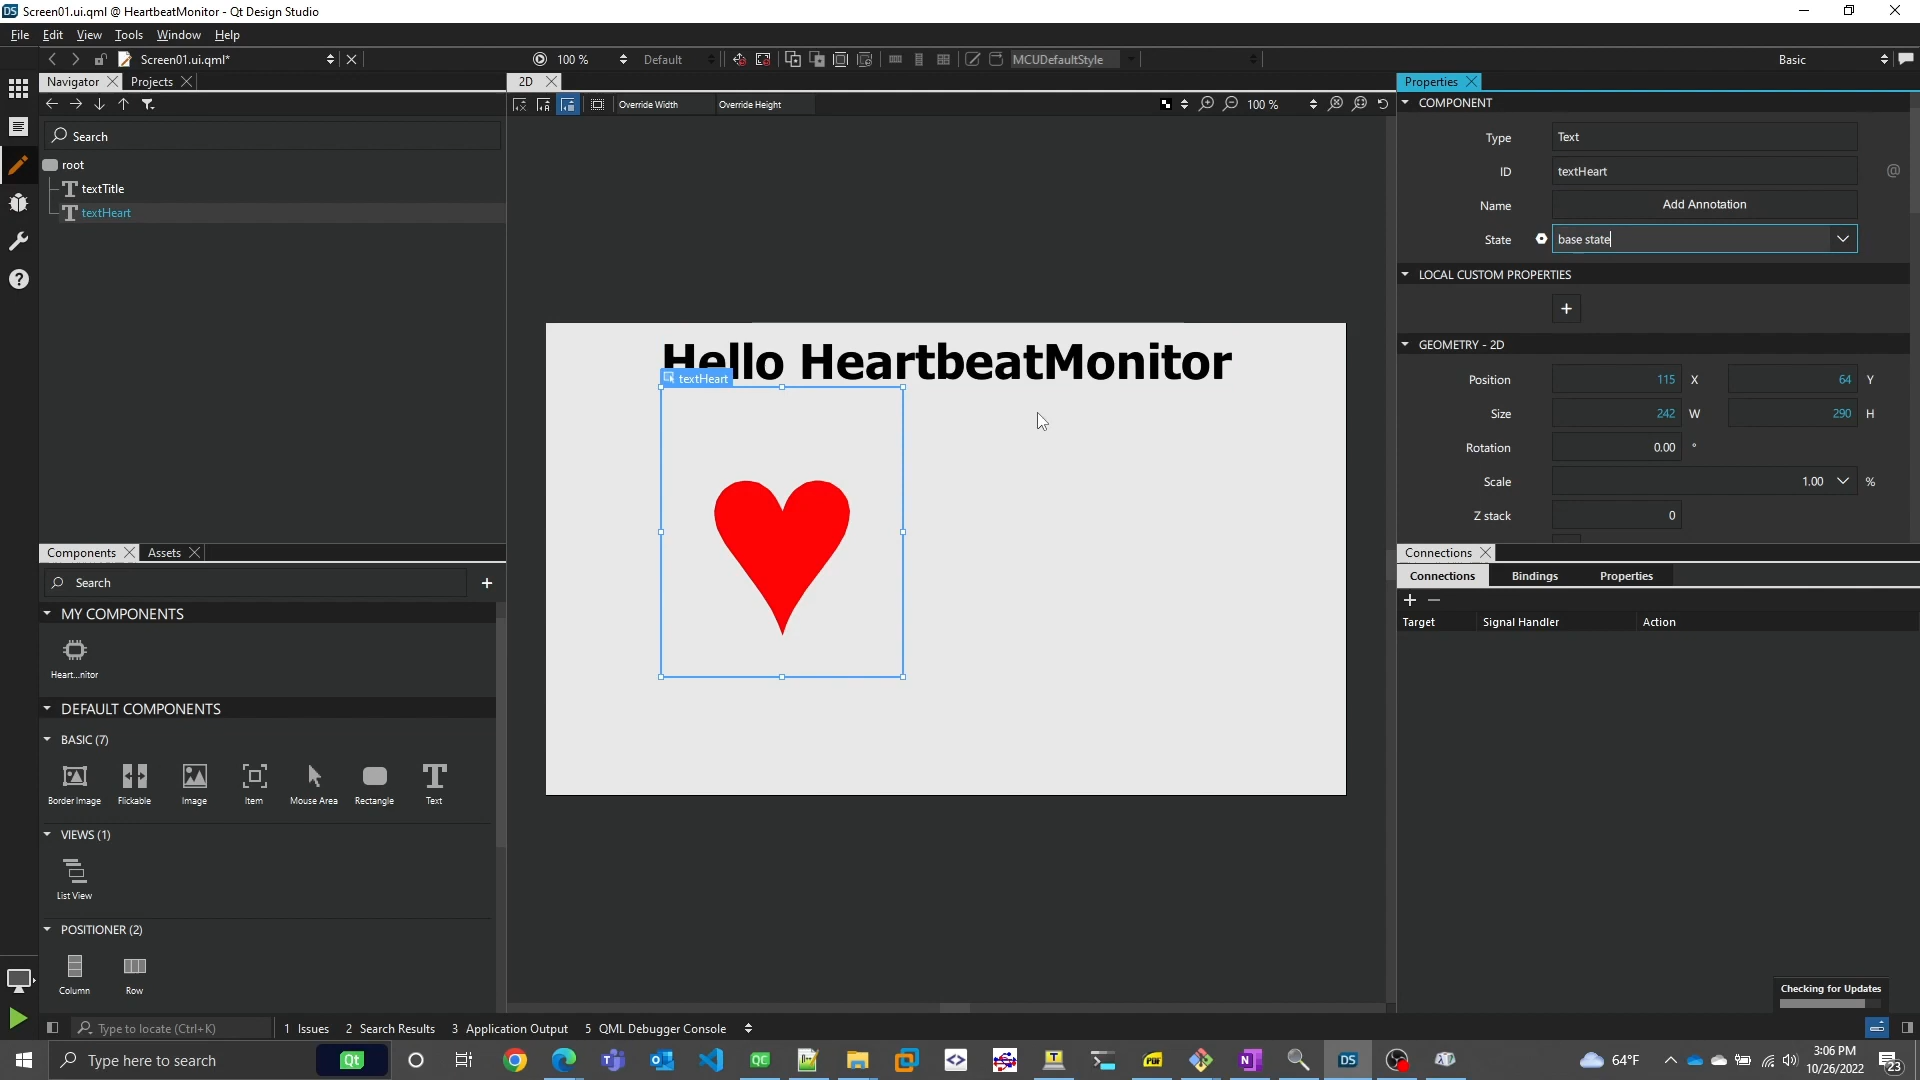 DS Screen01.ui.qml @ HeartbeatMonitor - Qt Design Studio
File Edit View Tools Window Help
Screen01.ui.qml* 100 % Default MCUDefaultStyle Basic
Navigator Projects 2D Properties
Override Width Override Height 100 %
Search
root
textTitle
textHeart
COMPONENT
Type Text
ID textHeart @
Name Add Annotation
State base state
LOCAL CUSTOM PROPERTIES
+
GEOMETRY - 2D
Position 115 X 64 Y
Size 242 W 290 H
Rotation 0.00 °
Scale 1.00 %
Z stack 0
Hello HeartbeatMonitor
textHeart
Components Assets
Search
MY COMPONENTS
Heart...nitor
DEFAULT COMPONENTS
BASIC (7)
Border Image Flickable Image Item Mouse Area Rectangle Text
VIEWS (1)
List View
POSITIONER (2)
Column Row
Connections
Connections Bindings Properties
Target Signal Handler Action
Checking for Updates
Type to locate (Ctrl+K) 1 Issues 2 Search Results 3 Application Output 5 QML Debugger Console
Type here to search Qt QC PDF DS 64°F 3:06 PM
10/26/2022 23